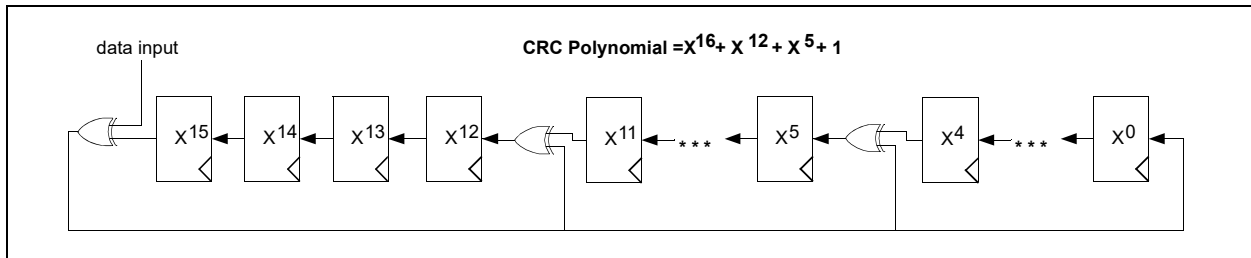 data input
CRC Polynomial =X16+ X 12 + X 5 + 1
X15 X14 X13 X12 X11 *** X5 X4 *** X0